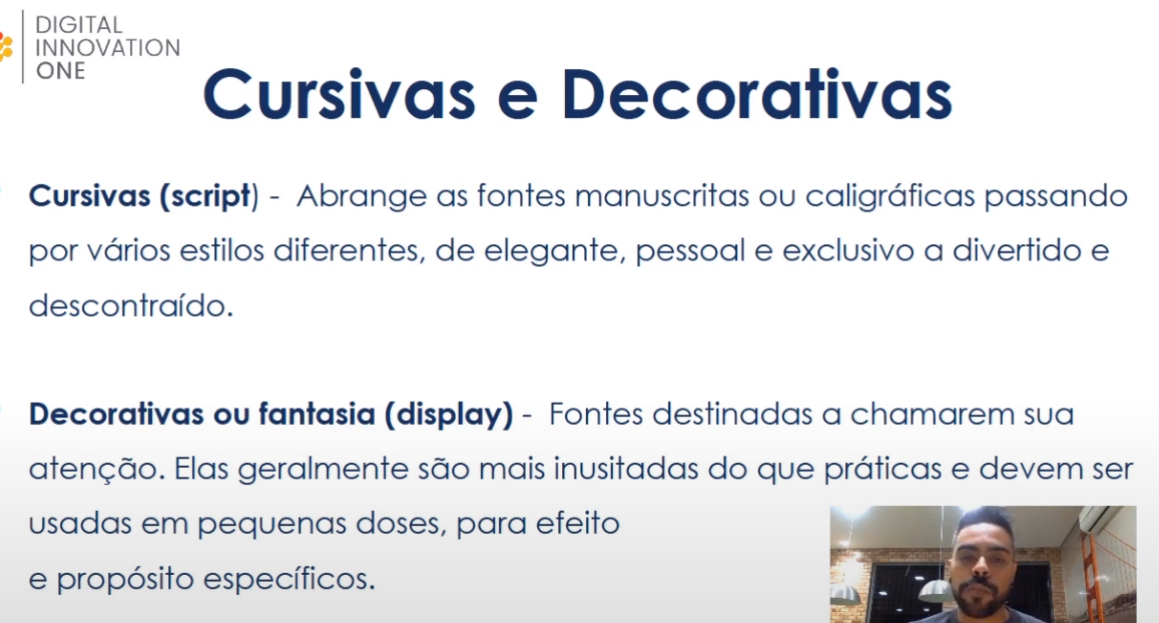 DIGITAL
INNOVATION
ONE
Cursivas e Decorativas
Cursivas (script) - Abrange as fontes manuscritas ou caligráficas passando
por vários estilos diferentes, de elegante, pessoal e exclusivo a divertido e
descontraído.
Decorativas ou fantasia (display) - Fontes destinadas a chamarem sua
atenção. Elas geralmente são mais inusitadas do que práticas e devem ser
usadas em pequenas doses, para efeito
e propósito específicos.